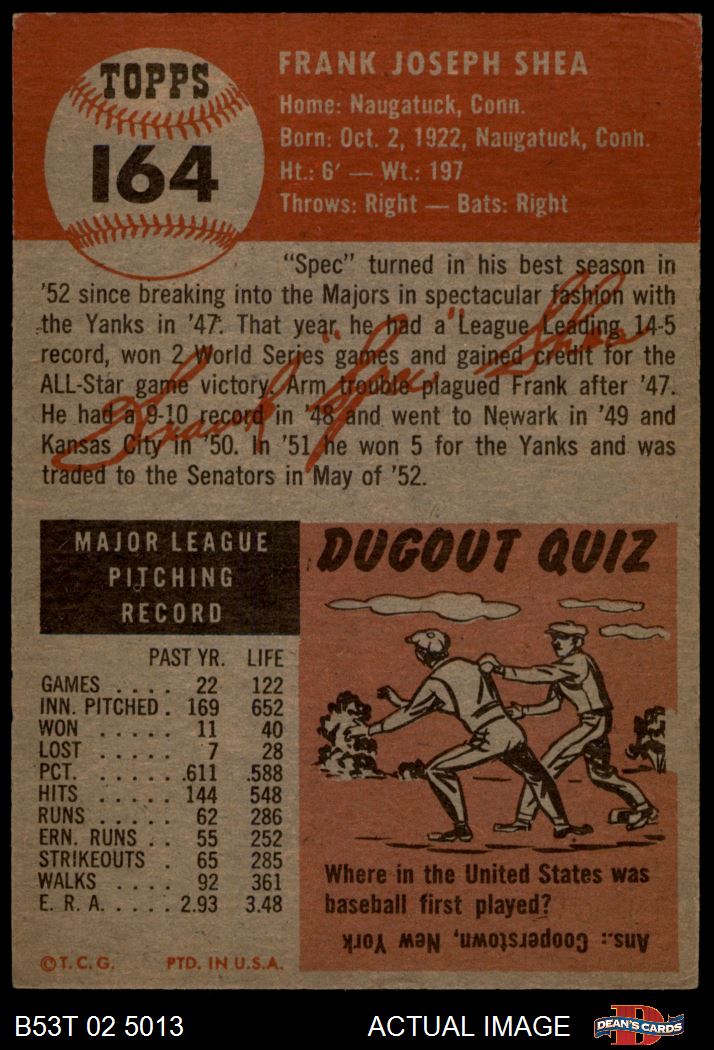 TOPPS
164
FRANK JOSEPH SHEA
Home: Naugatuck, Conn.
Born: Oct. 2, 1922, Naugatuck, Conn.
Ht.: 6' — Wt.: 197
Throws: Right — Bats: Right
"Spec" turned in his best season in
'52 since breaking into the Majors in spectacular fashion with
the Yanks in '47. That year he had a League Leading 14-5
record, won 2 World Series games and gained credit for the
ALL-Star game victory. Arm trouble plagued Frank after '47.
He had a 9-10 record in '48 and went to Newark in '49 and
Kansas City in '50. In '51 he won 5 for the Yanks and was
traded to the Senators in May of '52.
Frank "Spec" Shea
MAJOR LEAGUE
PITCHING
RECORD
PAST YR. LIFE
GAMES .... 22 122
INN. PITCHED. 169 652
WON ..... 11 40
LOST ..... 7 28
PCT. ...... .611 .588
HITS ..... 144 548
RUNS ..... 62 286
ERN. RUNS .. 55 252
STRIKEOUTS . 65 285
WALKS .... 92 361
E. R. A. .... 2.93 3.48
© T. C. G. PTD. IN U. S. A.
DUGOUT QUIZ
Where in the United States was
baseball first played?
Ans.: Cooperstown, New York
B53T 02 5013
ACTUAL IMAGE
D
DEAN'S CARDS